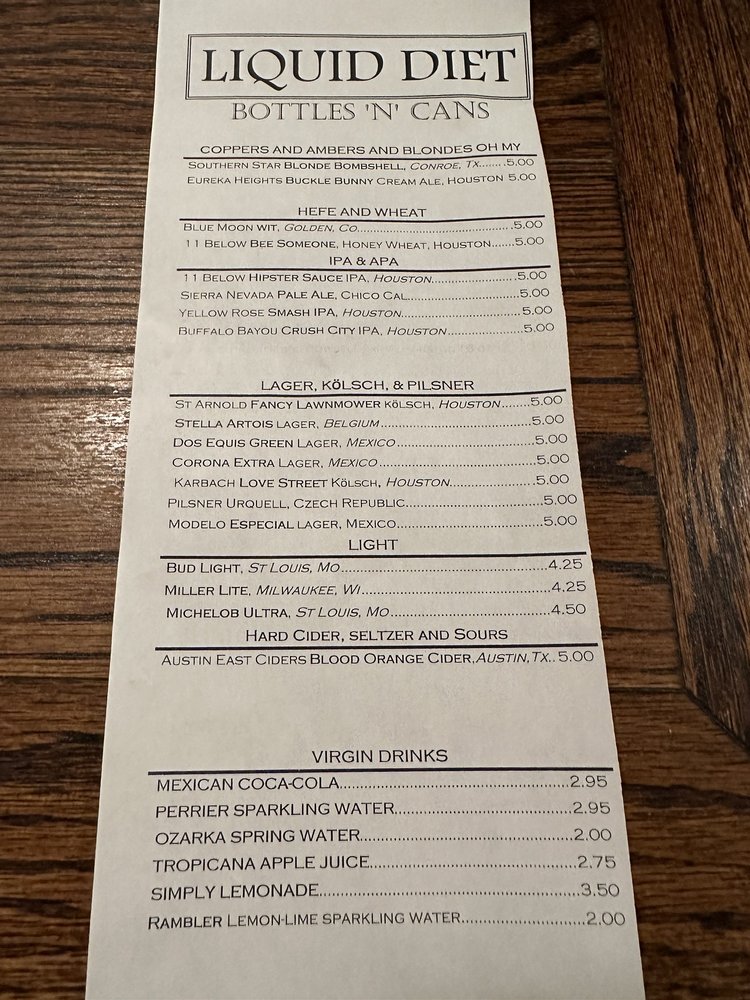 LIQUID DIET
BOTTLES 'N' CANS
COPPERS AND AMBERS AND BLONDES OH MY
SOUTHERN STAR BLONDE BOMBSHELL, CONROE, TX.......5.00
EUREKA HEIGHTS BUCKLE BUNNY CREAM ALE, HOUSTON 5.00
HEFE AND WHEAT
BLUE MOON WIT, GOLDEN, CO..............................5.00
11 BELOW BEE SOMEONE, HONEY WHEAT, HOUSTON......5.00
IPA & APA
11 BELOW HIPSTER SAUCE IPA, HOUSTON....................5.00
SIERRA NEVADA PALE ALE, CHICO CAL.........................5.00
YELLOW ROSE SMASH IPA, HOUSTON...........................5.00
BUFFALO BAYOU CRUSH CITY IPA, HOUSTON.................5.00
LAGER, KÖLSCH, & PILSNER
ST ARNOLD FANCY LAWNMOWER KÖLSCH, HOUSTON........5.00
STELLA ARTOIS LAGER, BELGIUM................................5.00
DOS EQUIS GREEN LAGER, MEXICO.............................5.00
CORONA EXTRA LAGER, MEXICO.................................5.00
KARBACH LOVE STREET KÖLSCH, HOUSTON..................5.00
PILSNER URQUELL, CZECH REPUBLIC...........................5.00
MODELO ESPECIAL LAGER, MEXICO..............................5.00
LIGHT
BUD LIGHT, ST LOUIS, MO........................................4.25
MILLER LITE, MILWAUKEE, WI....................................4.25
MICHELOB ULTRA, ST LOUIS, MO...............................4.50
HARD CIDER, SELTZER AND SOURS
AUSTIN EAST CIDERS BLOOD ORANGE CIDER,AUSTIN,TX..5.00
VIRGIN DRINKS
MEXICAN COCA-COLA..............................................2.95
PERRIER SPARKLING WATER....................................2.95
OZARKA SPRING WATER..........................................2.00
TROPICANA APPLE JUICE.........................................2.75
SIMPLY LEMONADE.................................................3.50
RAMBLER LEMON-LIME SPARKLING WATER.........................2.00